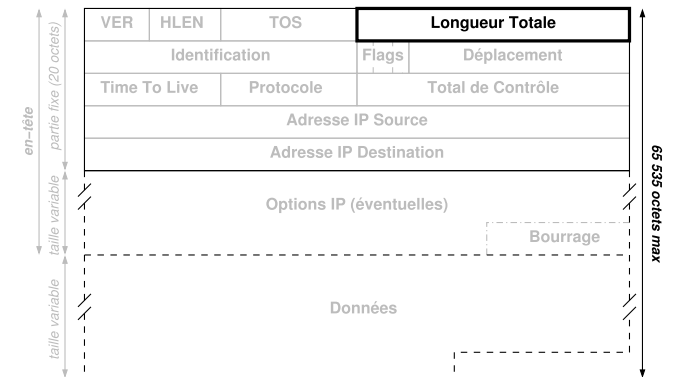 VER HLEN TOS Longueur Totale
Identification Flags Déplacement
Time To Live Protocole Total de Contrôle
Adresse IP Source
Adresse IP Destination
Options IP (éventuelles)
Bourrage
Données
en-tête
partie fixe (20 octets)
taille variable
taille variable
65 535 octets max